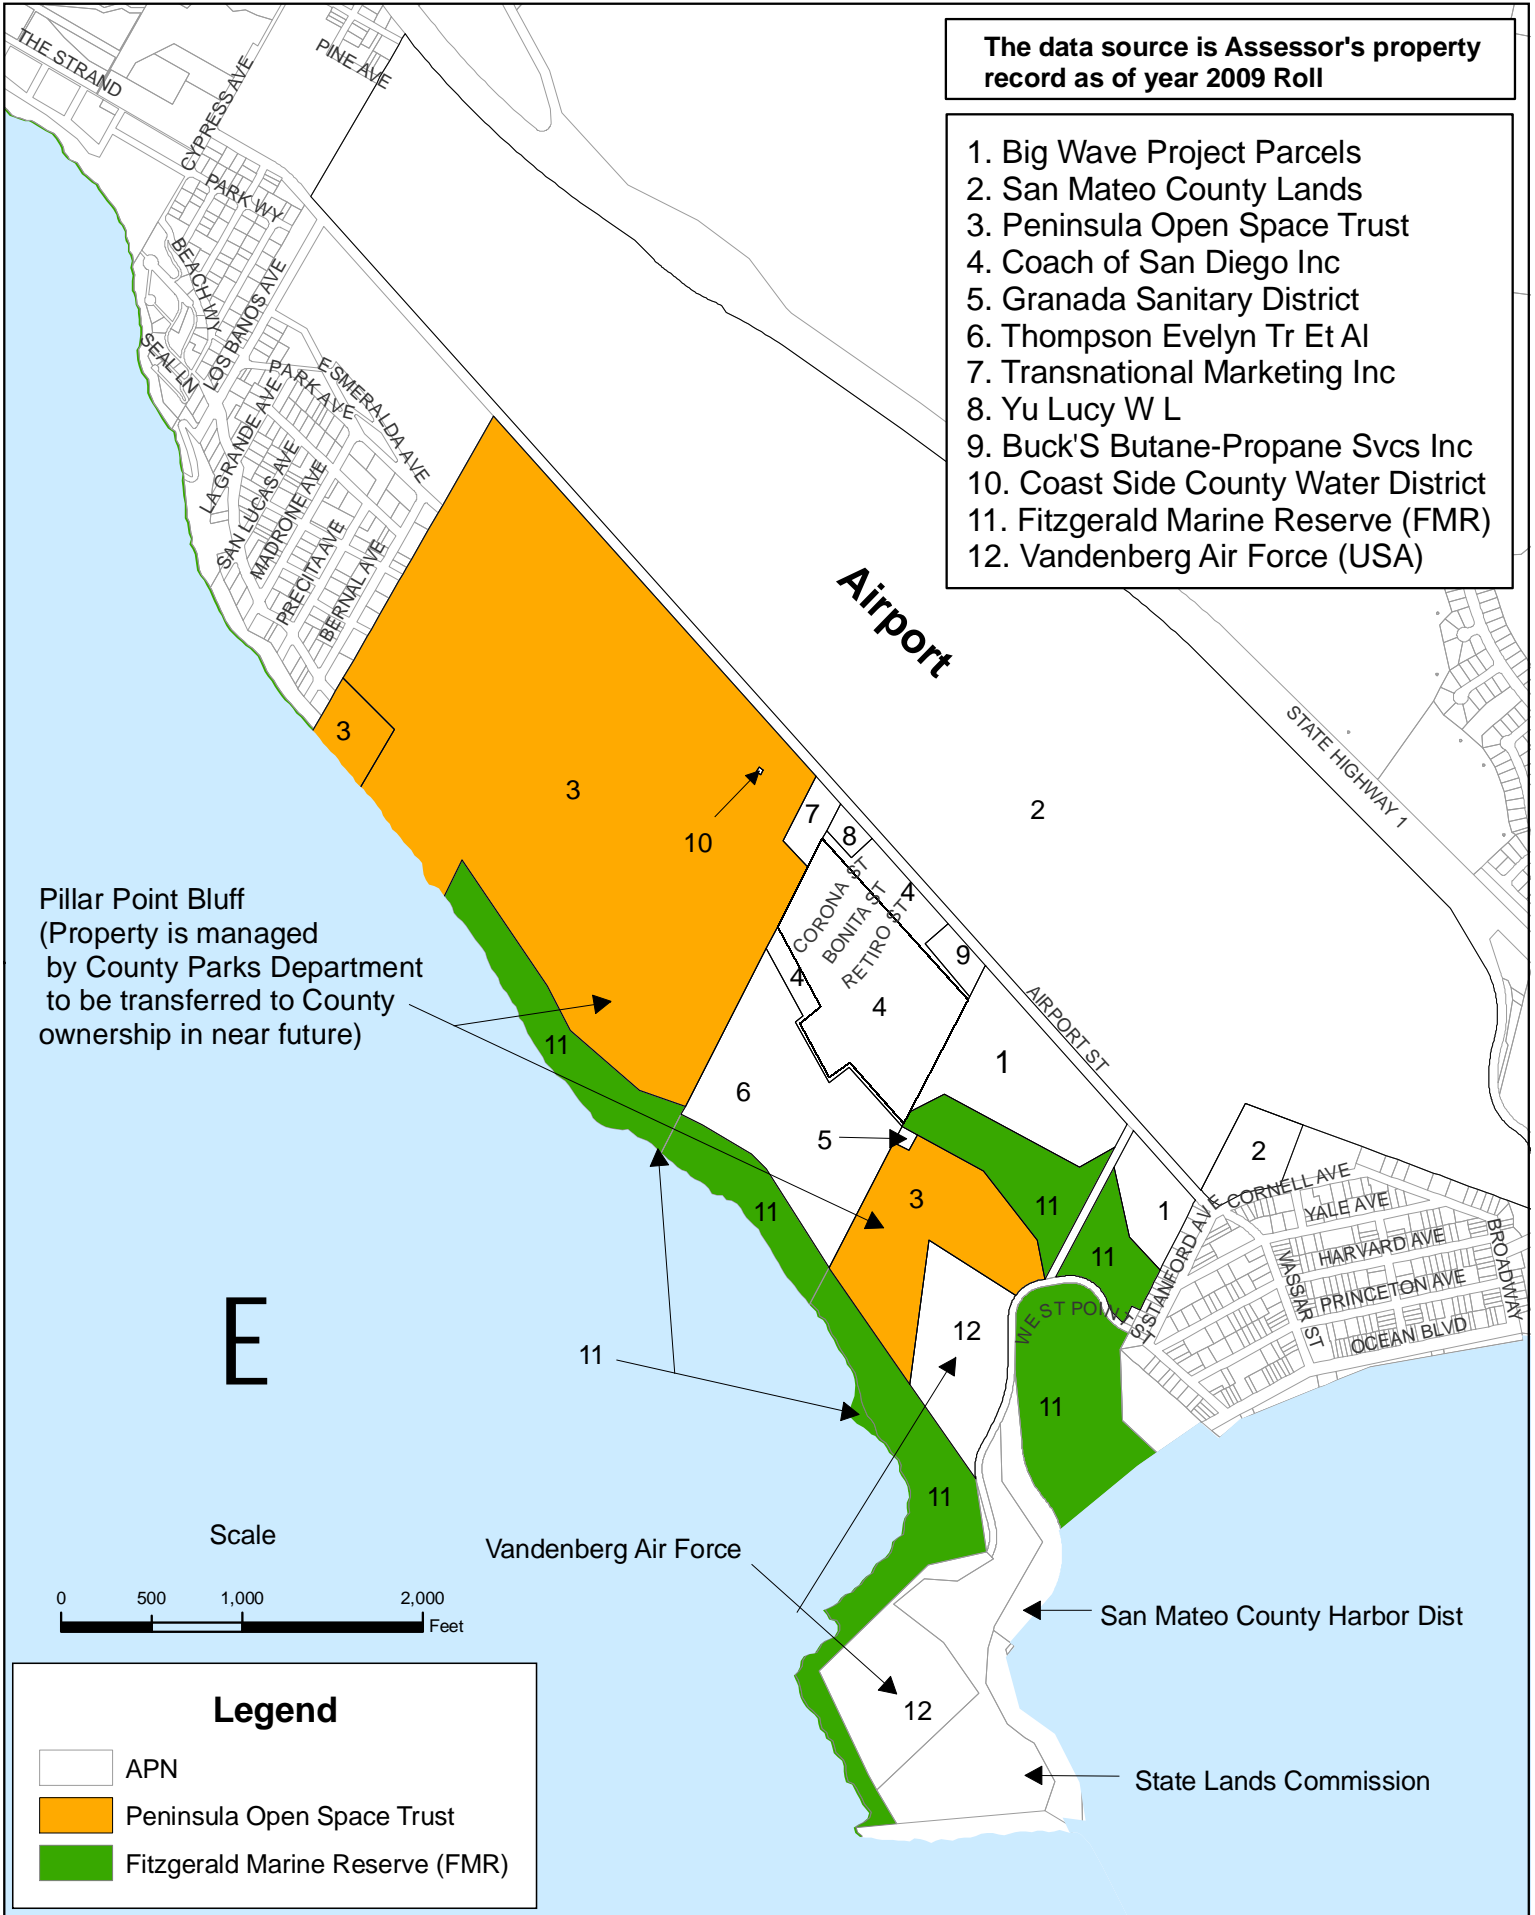 The data source is Assessor's property
record as of year 2009 Roll
1. Big Wave Project Parcels
2. San Mateo County Lands
3. Peninsula Open Space Trust
4. Coach of San Diego Inc
5. Granada Sanitary District
6. Thompson Evelyn Tr Et Al
7. Transnational Marketing Inc
8. Yu Lucy W L
9. Buck'S Butane-Propane Svcs Inc
10. Coast Side County Water District
11. Fitzgerald Marine Reserve (FMR)
12. Vandenberg Air Force (USA)
THE STRAND
PINE AVE
CYPRESS AVE
PARK WY
BEACH WY
LOS BANOS AVE
SEAL LN
PARK AVE
ESMERALDA AVE
LA GRANDE AVE
SAN LUCAS AVE
MADRONE AVE
PRECITA AVE
BERNAL AVE
Airport
STATE HIGHWAY 1
3
3
10
2
7
8
4
CORONA ST
BONITA ST
RETIRO ST
9
4
4
AIRPORT ST
Pillar Point Bluff
(Property is managed
by County Parks Department
to be transferred to County
ownership in near future)
11
1
6
5
2
3
11
11
1
11
CORNELL AVE
YALE AVE
HARVARD AVE
PRINCETON AVE
OCEAN BLVD
BROADWAY
VASSAR ST
STANFORD AVE
WEST POINT ST
E
12
11
11
11
Scale
0 500 1,000 2,000
Feet
Vandenberg Air Force
San Mateo County Harbor Dist
12
State Lands Commission
Legend
APN
Peninsula Open Space Trust
Fitzgerald Marine Reserve (FMR)